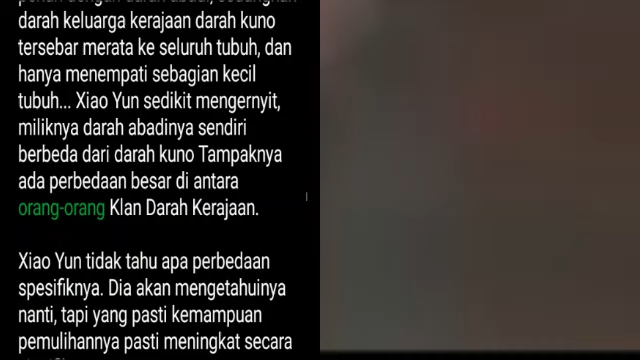 darah keluarga kerajaan darah kuno
tersebar merata ke seluruh tubuh, dan
hanya menempati sebagian kecil
tubuh... Xiao Yun sedikit mengernyit,
miliknya darah abadinya sendiri
berbeda dari darah kuno Tampaknya
ada perbedaan besar di antara
orang-orang Klan Darah Kerajaan.
Xiao Yun tidak tahu apa perbedaan
spesifiknya. Dia akan mengetahuinya
nanti, tapi yang pasti kemampuan
pemulihannya pasti meningkat secara